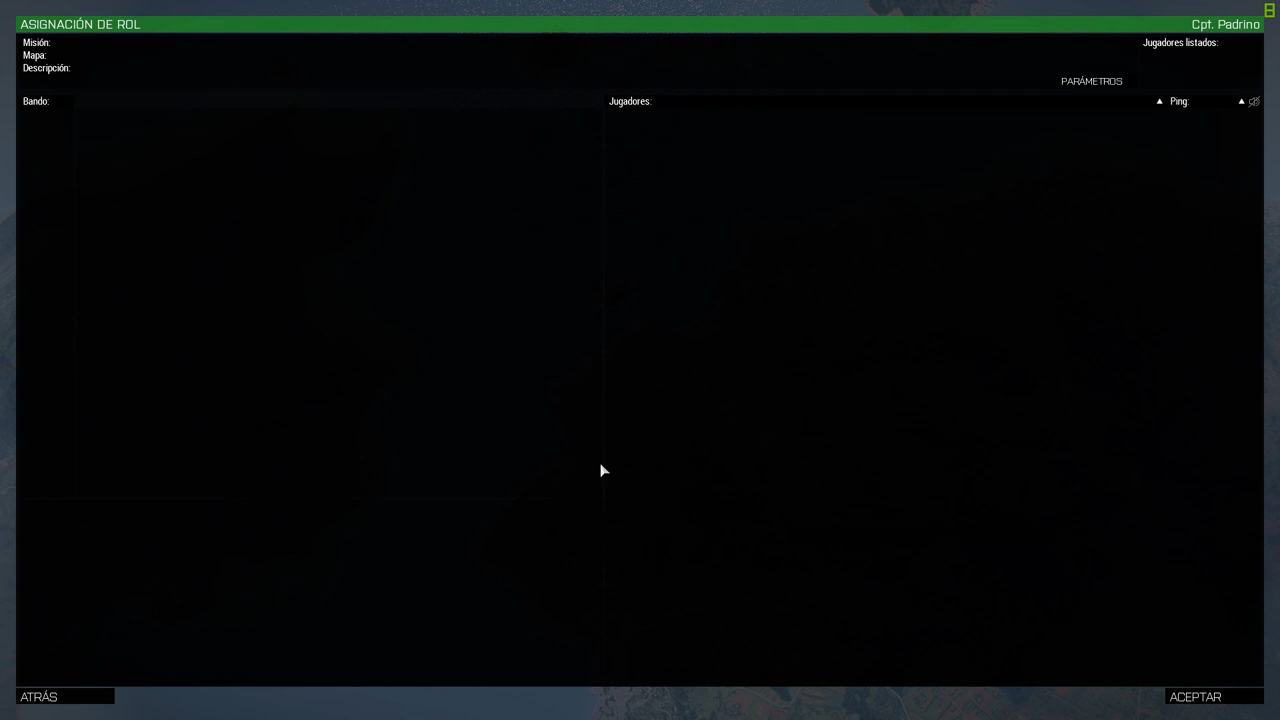 ASIGNACIÓN DE ROL
Cpt. Padrino
Misión:
Mapa:
Descripción:
Jugadores listados:
PARÁMETROS
Bando:
Jugadores:
Ping:
ATRÁS
ACEPTAR